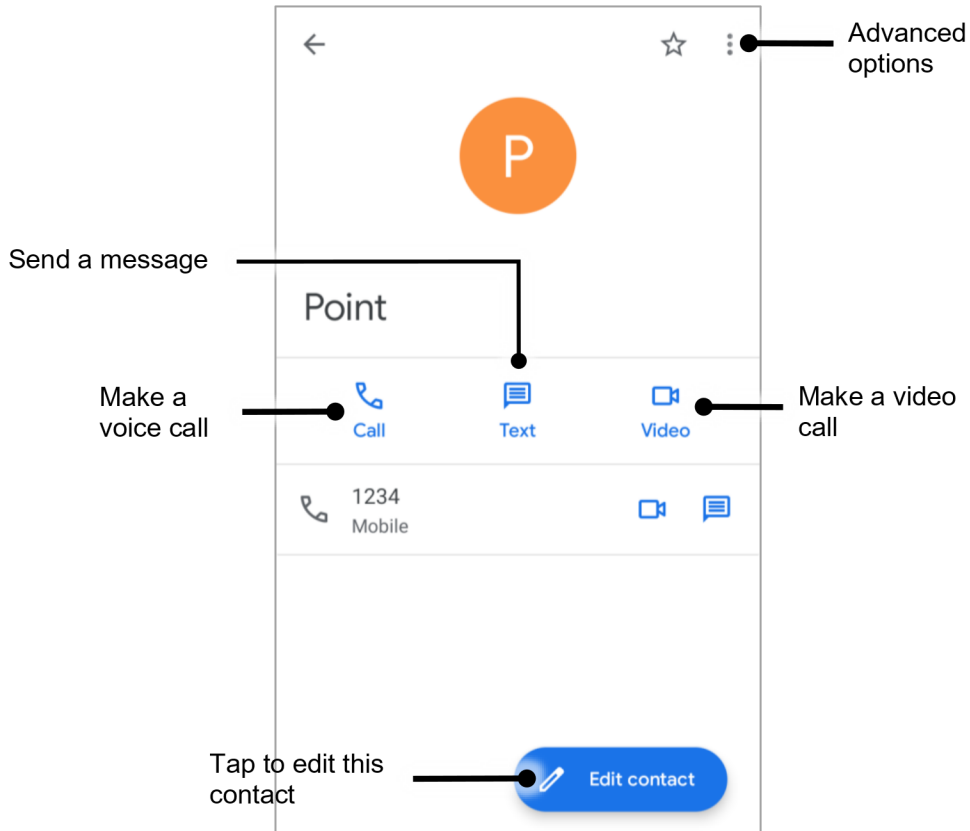 Advanced
options
P
Send a message
Point
Make a
voice call
Call
Text
Video
Make a video
call
1234
Mobile
Tap to edit this
contact
Edit contact